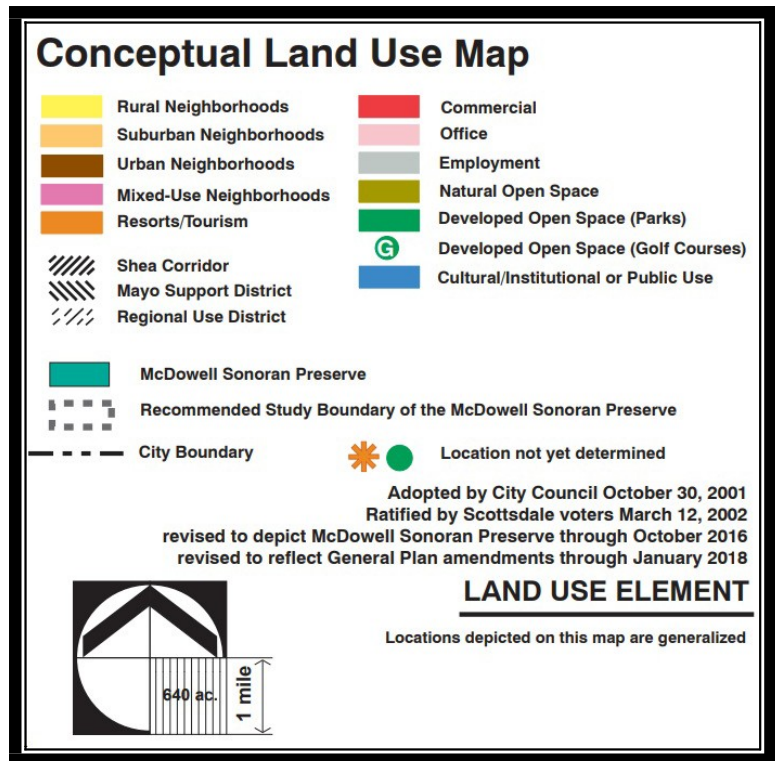 Conceptual Land Use Map
Rural Neighborhoods
Suburban Neighborhoods
Urban Neighborhoods
Mixed-Use Neighborhoods
Resorts/Tourism
Commercial
Office
Employment
Natural Open Space
Developed Open Space (Parks)
G
Developed Open Space (Golf Courses)
Cultural/Institutional or Public Use
Shea Corridor
Mayo Support District
Regional Use District
McDowell Sonoran Preserve
Recommended Study Boundary of the McDowell Sonoran Preserve
City Boundary
Location not yet determined
Adopted by City Council October 30, 2001
Ratified by Scottsdale voters March 12, 2002
revised to depict McDowell Sonoran Preserve through October 2016
revised to reflect General Plan amendments through January 2018
LAND USE ELEMENT
Locations depicted on this map are generalized
640 ac.
1 mile